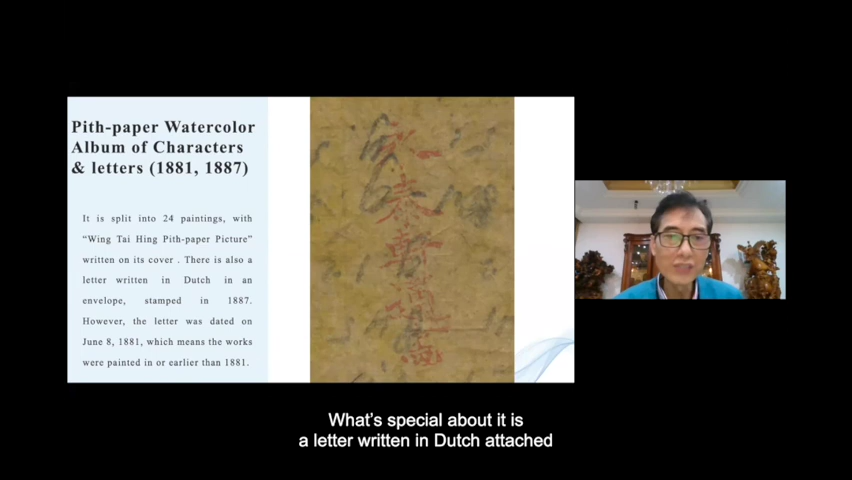 Pith-paper Watercolor
Album of Characters
& letters (1881, 1887)
It is split into 24 paintings, with
“Wing Tai Hing Pith-paper Picture”
written on its cover . There is also a
letter written in Dutch in an
envelope, stamped in 1887.
However, the letter was dated on
June 8, 1881, which means the works
were painted in or earlier than 1881.
永
泰
What’s special about it is
a letter written in Dutch attached